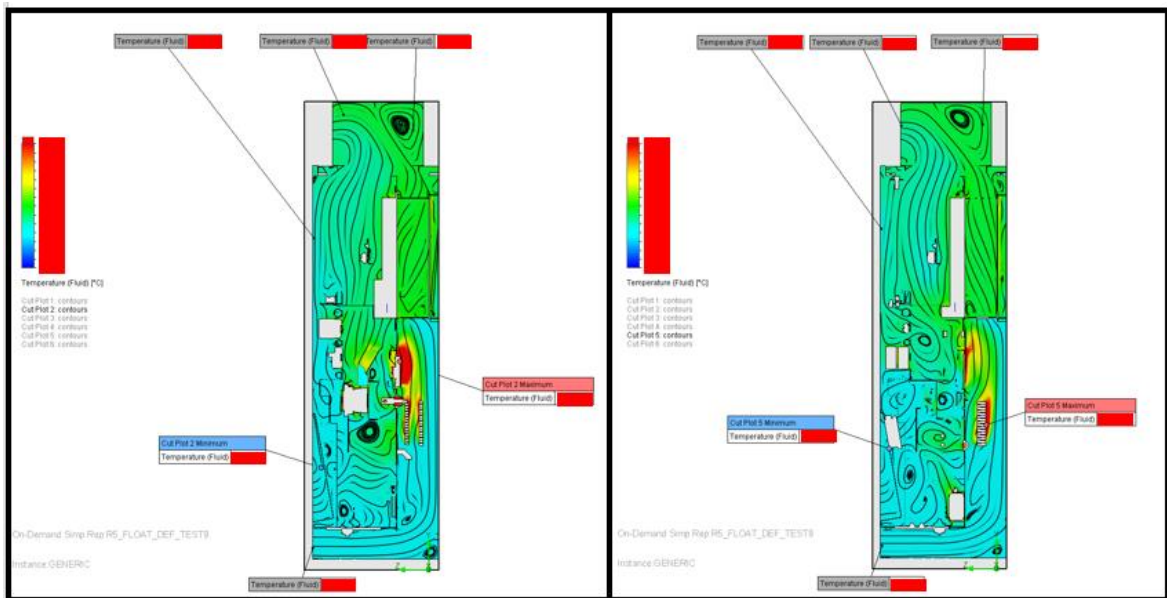 Temperature (Fluid)
Temperature (Fluid)
Temperature (Fluid)
Temperature (Fluid) [°C]
Cut Plot 1: contours
Cut Plot 2: contours
Cut Plot 3: contours
Cut Plot 4: contours
Cut Plot 5: contours
Cut Plot 6: contours
Cut Plot 2 Maximum
Temperature (Fluid)
Cut Plot 2 Minimum
Temperature (Fluid)
On-Demand Simp Rep R5_FLOAT_DEF_TEST9
Instance:GENERIC
Temperature (Fluid)
Y
Z
Temperature (Fluid)
Temperature (Fluid)
Temperature (Fluid)
Temperature (Fluid) [°C]
Cut Plot 1: contours
Cut Plot 2: contours
Cut Plot 3: contours
Cut Plot 4: contours
Cut Plot 5: contours
Cut Plot 6: contours
Cut Plot 5 Maximum
Temperature (Fluid)
Cut Plot 5 Minimum
Temperature (Fluid)
On-Demand Simp Rep R5_FLOAT_DEF_TEST9
Instance:GENERIC
Temperature (Fluid)
Y
Z